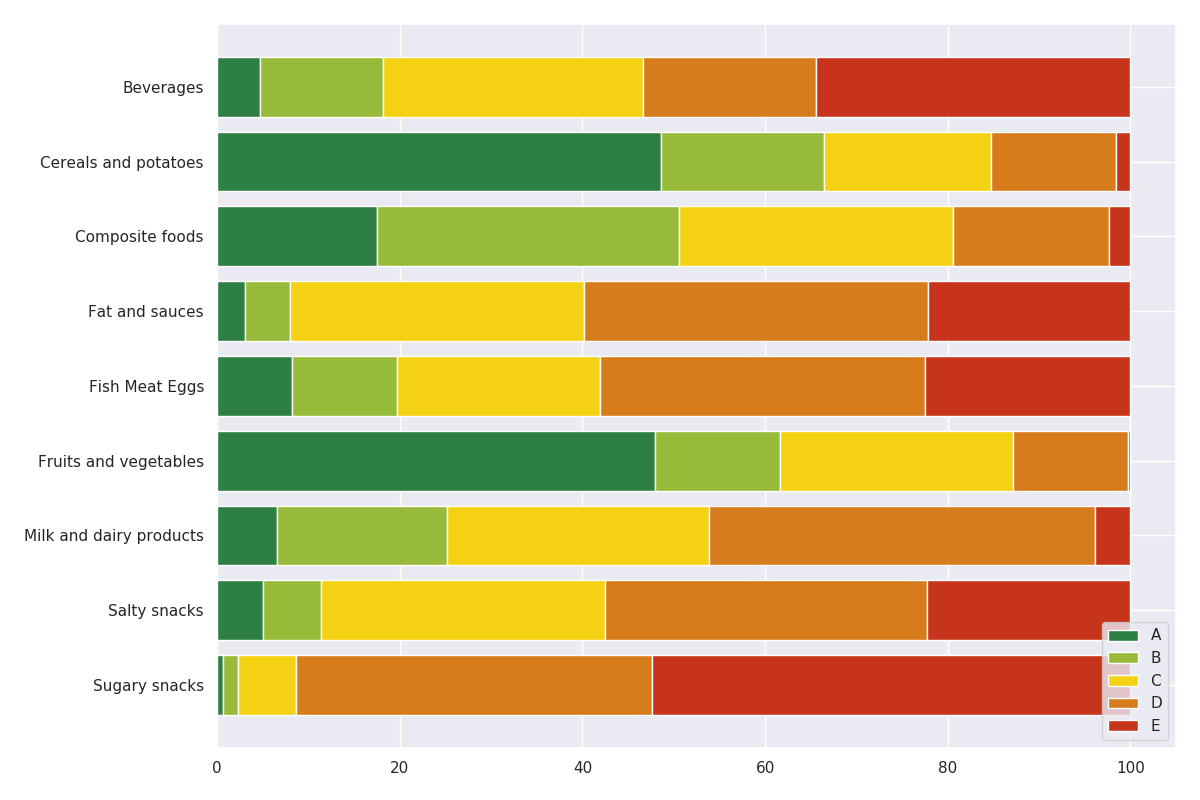 Beverages
Cereals and potatoes
Composite foods
Fat and sauces
Fish Meat Eggs
Fruits and vegetables
Milk and dairy products
Salty snacks
Sugary snacks
A
B
C
D
E
0 20 40 60 80 100